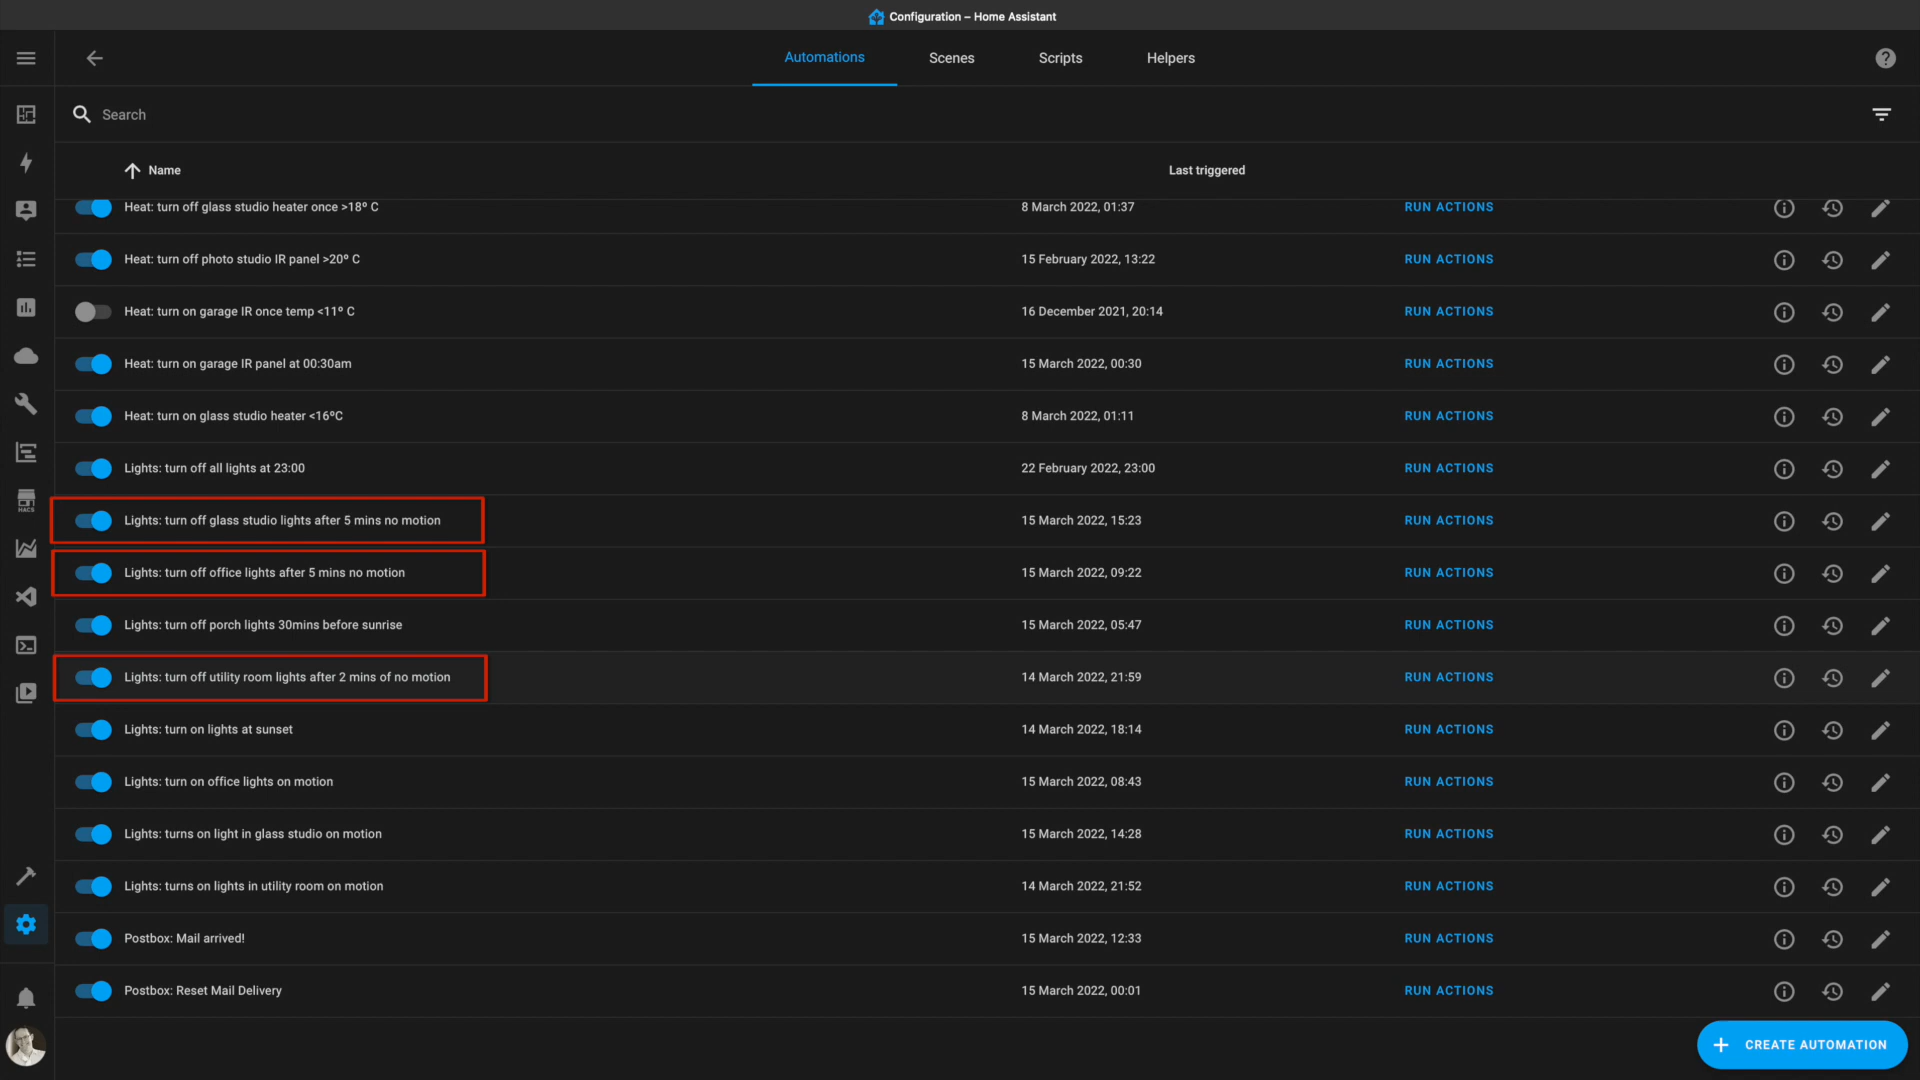 Configuration – Home Assistant
Automations Scenes Scripts Helpers
Search
Name Last triggered
Heat: turn off glass studio heater once >18º C 8 March 2022, 01:37 RUN ACTIONS
Heat: turn off photo studio IR panel >20º C 15 February 2022, 13:22 RUN ACTIONS
Heat: turn on garage IR once temp <11º C 16 December 2021, 20:14 RUN ACTIONS
Heat: turn on garage IR panel at 00:30am 15 March 2022, 00:30 RUN ACTIONS
Heat: turn on glass studio heater <16ºC 8 March 2022, 01:11 RUN ACTIONS
Lights: turn off all lights at 23:00 22 February 2022, 23:00 RUN ACTIONS
HACS
Lights: turn off glass studio lights after 5 mins no motion 15 March 2022, 15:23 RUN ACTIONS
Lights: turn off office lights after 5 mins no motion 15 March 2022, 09:22 RUN ACTIONS
Lights: turn off porch lights 30mins before sunrise 15 March 2022, 05:47 RUN ACTIONS
Lights: turn off utility room lights after 2 mins of no motion 14 March 2022, 21:59 RUN ACTIONS
Lights: turn on lights at sunset 14 March 2022, 18:14 RUN ACTIONS
Lights: turn on office lights on motion 15 March 2022, 08:43 RUN ACTIONS
Lights: turns on light in glass studio on motion 15 March 2022, 14:28 RUN ACTIONS
Lights: turns on lights in utility room on motion 14 March 2022, 21:52 RUN ACTIONS
Postbox: Mail arrived! 15 March 2022, 12:33 RUN ACTIONS
Postbox: Reset Mail Delivery 15 March 2022, 00:01 RUN ACTIONS
CREATE AUTOMATION